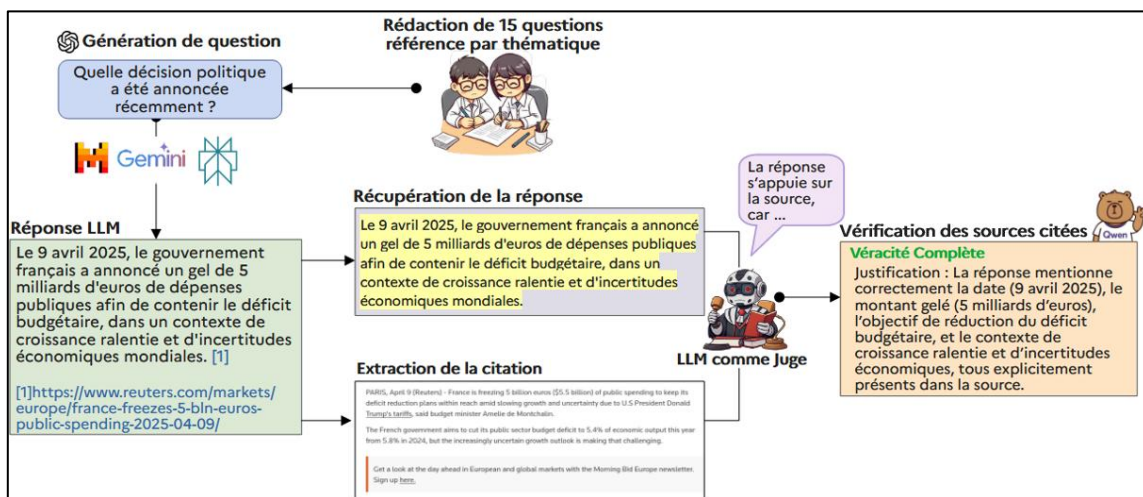 Génération de question
Rédaction de 15 questions
référence par thématique
Quelle décision politique
a été annoncée
récemment ?
Gemini
Réponse LLM
Le 9 avril 2025, le gouvernement
français a annoncé un gel de 5
milliards d'euros de dépenses
publiques afin de contenir le déficit
budgétaire, dans un contexte de
croissance ralentie et d'incertitudes
économiques mondiales. [1]
[1]https://www.reuters.com/markets/
europe/france-freezes-5-bln-euros-
public-spending-2025-04-09/
Récupération de la réponse
Le 9 avril 2025, le gouvernement français a annoncé
un gel de 5 milliards d'euros de dépenses publiques
afin de contenir le déficit budgétaire, dans un
contexte de croissance ralentie et d'incertitudes
économiques mondiales.
Extraction de la citation
PARIS, April 9 (Reuters) - France is freezing 5 billion euros ($5.5 billion) of public spending to keep its
deficit reduction plans within reach amid slowing growth and uncertainty due to U.S President Donald
Trump's tariffs, said budget minister Amelie de Montchalin.
The French government aims to cut its public sector budget deficit to 5.4% of economic output this year
from 5.8% in 2024, but the increasingly uncertain growth outlook is making that challenging.
Get a look at the day ahead in European and global markets with the Morning Bid Europe newsletter.
Sign up here.
La réponse
s'appuie sur
la source,
car ...
LLM comme Juge
Qwen
Vérification des sources citées
Véracité Complète
Justification : La réponse mentionne
correctement la date (9 avril 2025), le
montant gelé (5 milliards d'euros),
l'objectif de réduction du déficit
budgétaire, et le contexte de
croissance ralentie et d'incertitudes
économiques, tous explicitement
présents dans la source.